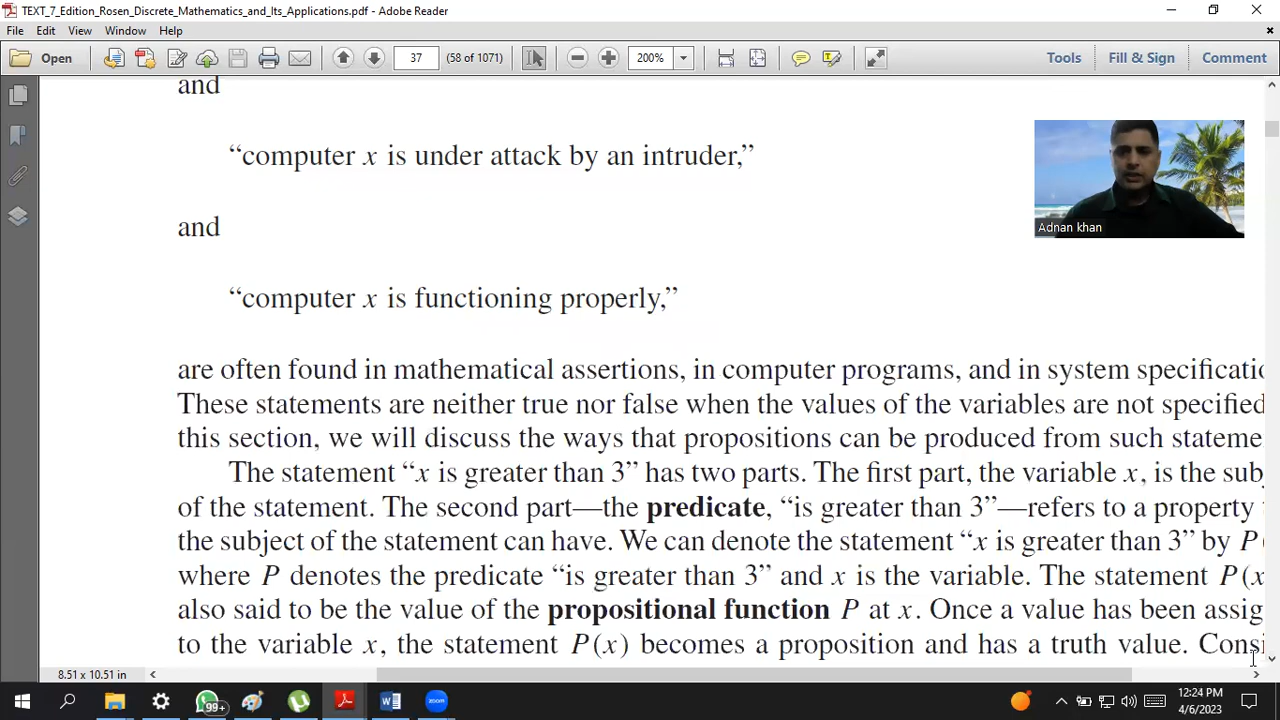 TEXT_7_Edition_Rosen_Discrete_Mathematics_and_Its_Applications.pdf - Adobe Reader
File Edit View Window Help
Open 37 (58 of 1071) 200% Tools Fill & Sign Comment
and
“computer x is under attack by an intruder,”
Adnan khan
and
“computer x is functioning properly,”
are often found in mathematical assertions, in computer programs, and in system specificatio
These statements are neither true nor false when the values of the variables are not specified
this section, we will discuss the ways that propositions can be produced from such stateme
The statement “x is greater than 3” has two parts. The first part, the variable x, is the sub
of the statement. The second part—the predicate, “is greater than 3”—refers to a property
the subject of the statement can have. We can denote the statement “x is greater than 3” by P(
where P denotes the predicate “is greater than 3” and x is the variable. The statement P(x
also said to be the value of the propositional function P at x. Once a value has been assig
to the variable x, the statement P(x) becomes a proposition and has a truth value. Consi
8.51 x 10.51 in
99+ zoom 12:24 PM
4/6/2023